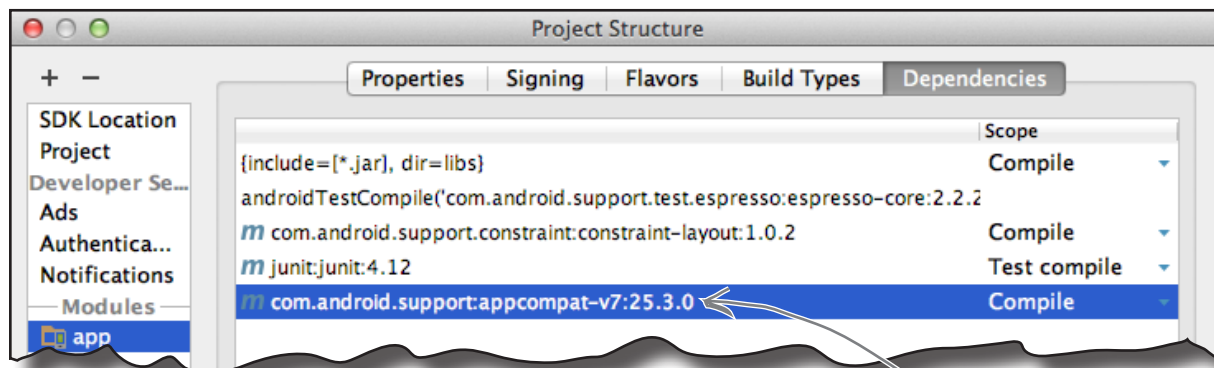 Project Structure
+ −
Properties Signing Flavors Build Types Dependencies
SDK Location
Project
Developer Se...
Ads
Authentica...
Notifications
Modules
app
Scope
{include=[*.jar], dir=libs} Compile
androidTestCompile('com.android.support.test.espresso:espresso-core:2.2.2
m com.android.support.constraint:constraint-layout:1.0.2 Compile
m junit:junit:4.12 Test compile
m com.android.support:appcompat-v7:25.3.0 Compile